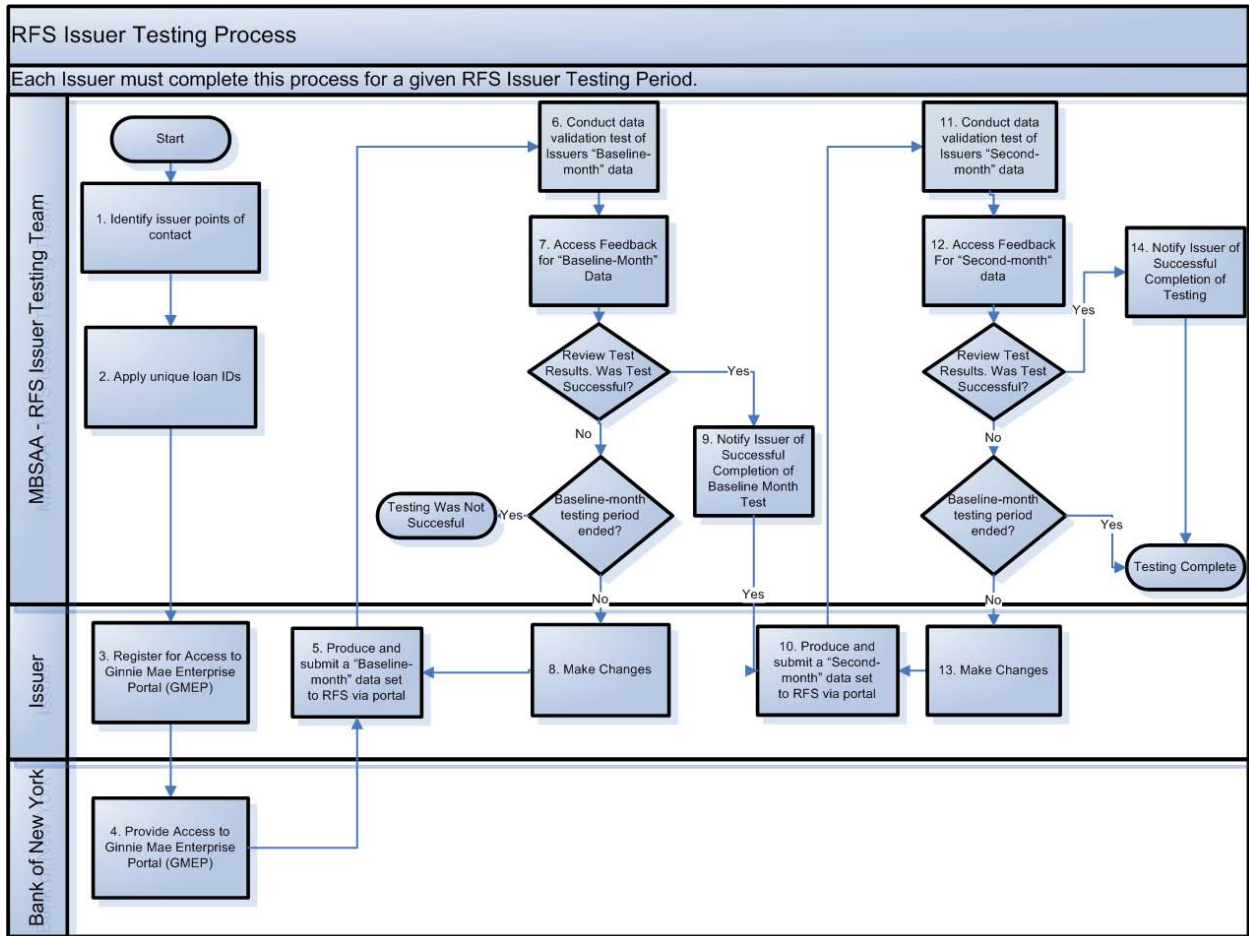 RFS Issuer Testing Process
Each Issuer must complete this process for a given RFS Issuer Testing Period.
MBSAA - RFS Issuer Testing Team
Start
1. Identify issuer points of
contact
2. Apply unique loan IDs
6. Conduct data
validation test of
Issuers “Baseline-
month” data
7. Access Feedback
for “Baseline-Month”
Data
Review Test
Results. Was Test
Successful?
Yes
No
Baseline-month
testing period
ended?
Yes
Testing Was Not
Succesful
No
9. Notify Issuer of
Successful
Completion of
Baseline Month
Test
Yes
11. Conduct data
validation test of
Issuers “Second-
month” data
12. Access Feedback
For “Second-month“
data
Review Test
Results. Was Test
Successful?
Yes
No
14. Notify Issuer of
Successful
Completion of
Testing
Baseline-month
testing period
ended?
Yes
No
Testing Complete
Issuer
3. Register for Access to
Ginnie Mae Enterprise
Portal (GMEP)
5. Produce and
submit a “Baseline-
month” data set
to RFS via portal
8. Make Changes
10. Produce and
submit a “Second-
month” data set
to RFS via portal
13. Make Changes
Bank of New York
4. Provide Access to
Ginnie Mae Enterprise
Portal (GMEP)